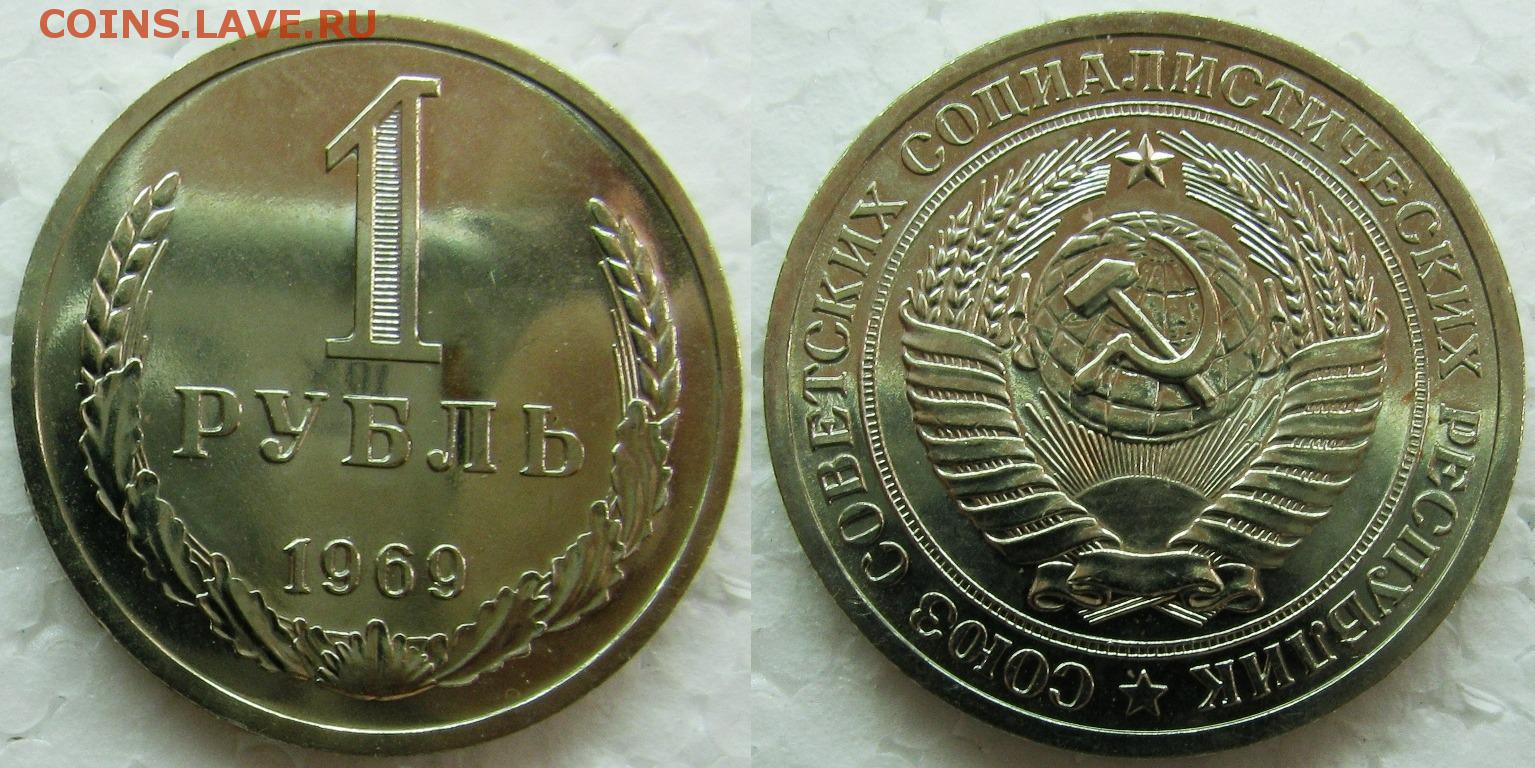 COINS.LAVE.RU
1
РУБЛЬ
1969
СОЮЗ СОВЕТСКИХ СОЦИАЛИСТИЧЕСКИХ РЕСПУБЛИК